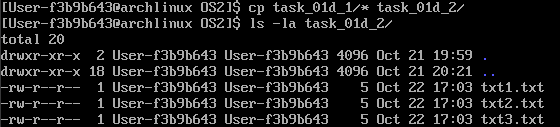 [User-f3b9b643@archlinux OS2]$ cp task_01d_1/* task_01d_2/
[User-f3b9b643@archlinux OS2]$ ls -la task_01d_2/
total 20
drwxr-xr-x  2 User-f3b9b643 User-f3b9b643 4096 Oct 21 19:59 .
drwxr-xr-x 18 User-f3b9b643 User-f3b9b643 4096 Oct 21 20:21 ..
-rw-r--r--  1 User-f3b9b643 User-f3b9b643    5 Oct 22 17:03 txt1.txt
-rw-r--r--  1 User-f3b9b643 User-f3b9b643    5 Oct 22 17:03 txt2.txt
-rw-r--r--  1 User-f3b9b643 User-f3b9b643    5 Oct 22 17:03 txt3.txt